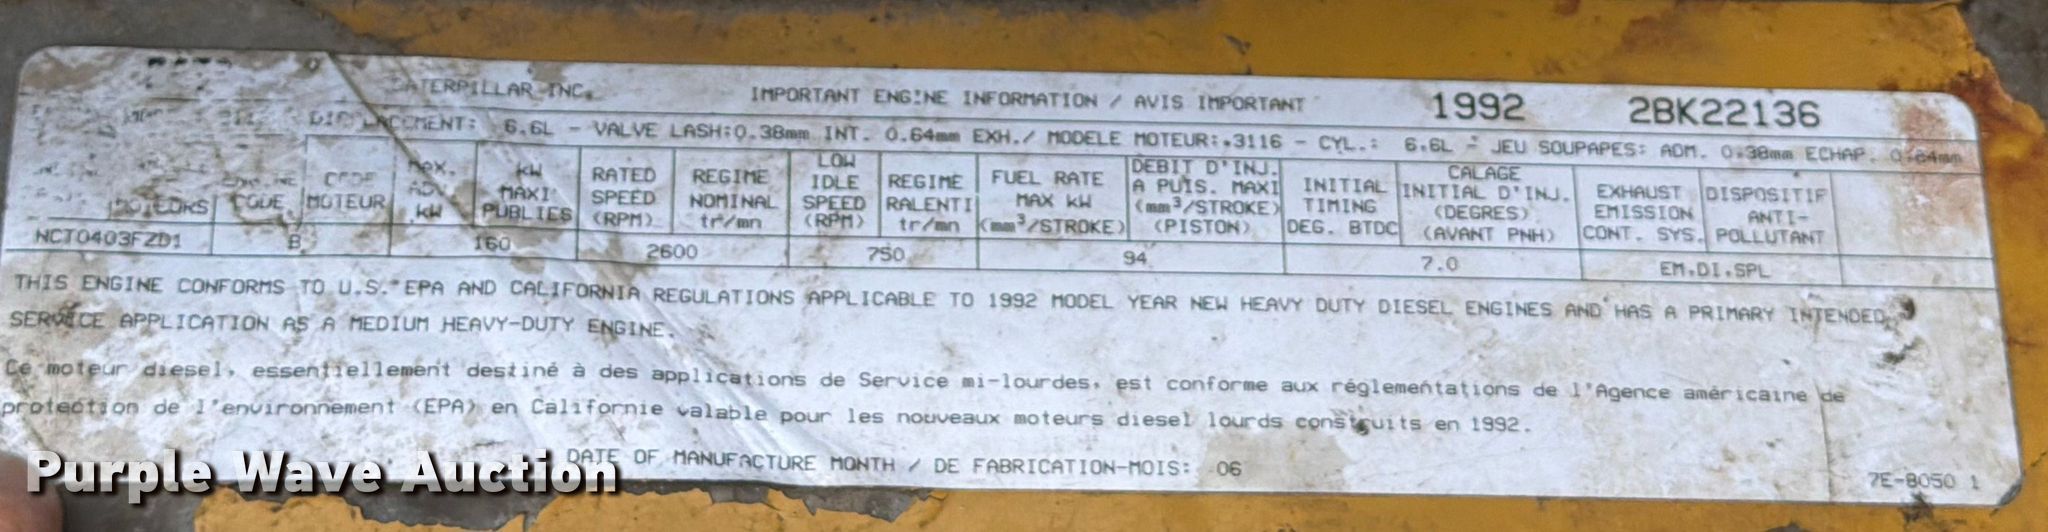 CATERPILLAR INC. IMPORTANT ENGINE INFORMATION / AVIS IMPORTANT 1992 2BK22136
DISPLACEMENT: 6.6L - VALVE LASH:0.38mm INT. 0.64mm EXH./ MODELE MOTEUR:.3116 - CYL.: 6.6L - JEU SOUPAPES: ADM. 0.38mm ECHAP. 0.64mm
MOTEURS CODE CODE MOTEUR MAX. ADV. kW kW MAXI PUBLIES RATED SPEED (RPM) REGIME NOMINAL tr/mn LOW IDLE SPEED (RPM) REGIME RALENTI tr/mn FUEL RATE MAX kW (mm³/STROKE) DEBIT D'INJ. A PUIS. MAXI (mm³/STROKE) (PISTON) INITIAL TIMING DEG. BTDC CALAGE INITIAL D'INJ. (DEGRES) (AVANT PNH) EXHAUST EMISSION CONT. SYS. DISPOSITIF ANTI-POLLUTANT
NCT0403FZD1 B 160 2600 750 94 7.0 EM.DI.SPL
THIS ENGINE CONFORMS TO U.S. EPA AND CALIFORNIA REGULATIONS APPLICABLE TO 1992 MODEL YEAR NEW HEAVY DUTY DIESEL ENGINES AND HAS A PRIMARY INTENDED
SERVICE APPLICATION AS A MEDIUM HEAVY-DUTY ENGINE.
Ce moteur diesel, essentiellement destiné à des applications de Service mi-lourdes, est conforme aux réglementations de l'Agence américaine de
protection de l'environnement (EPA) en Californie valable pour les nouveaux moteurs diesel lourds construits en 1992.
DATE OF MANUFACTURE MONTH / DE FABRICATION-MOIS: 06
7E-8050 1
Purple Wave Auction